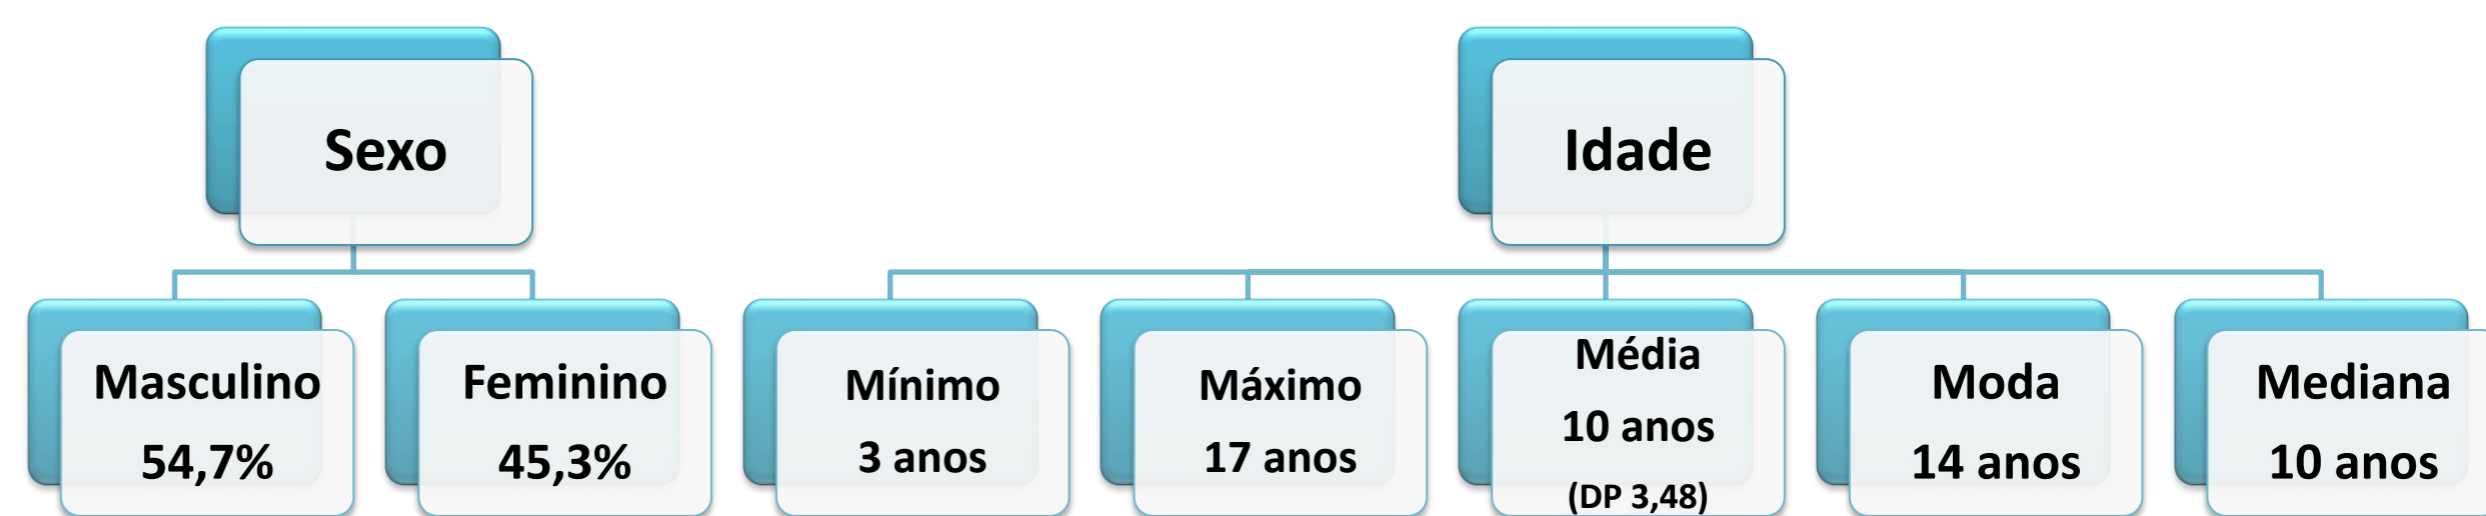 Sexo
Masculino
54,7%
Feminino
45,3%
Idade
Mínimo
3 anos
Máximo
17 anos
Média
10 anos
(DP 3,48)
Moda
14 anos
Mediana
10 anos